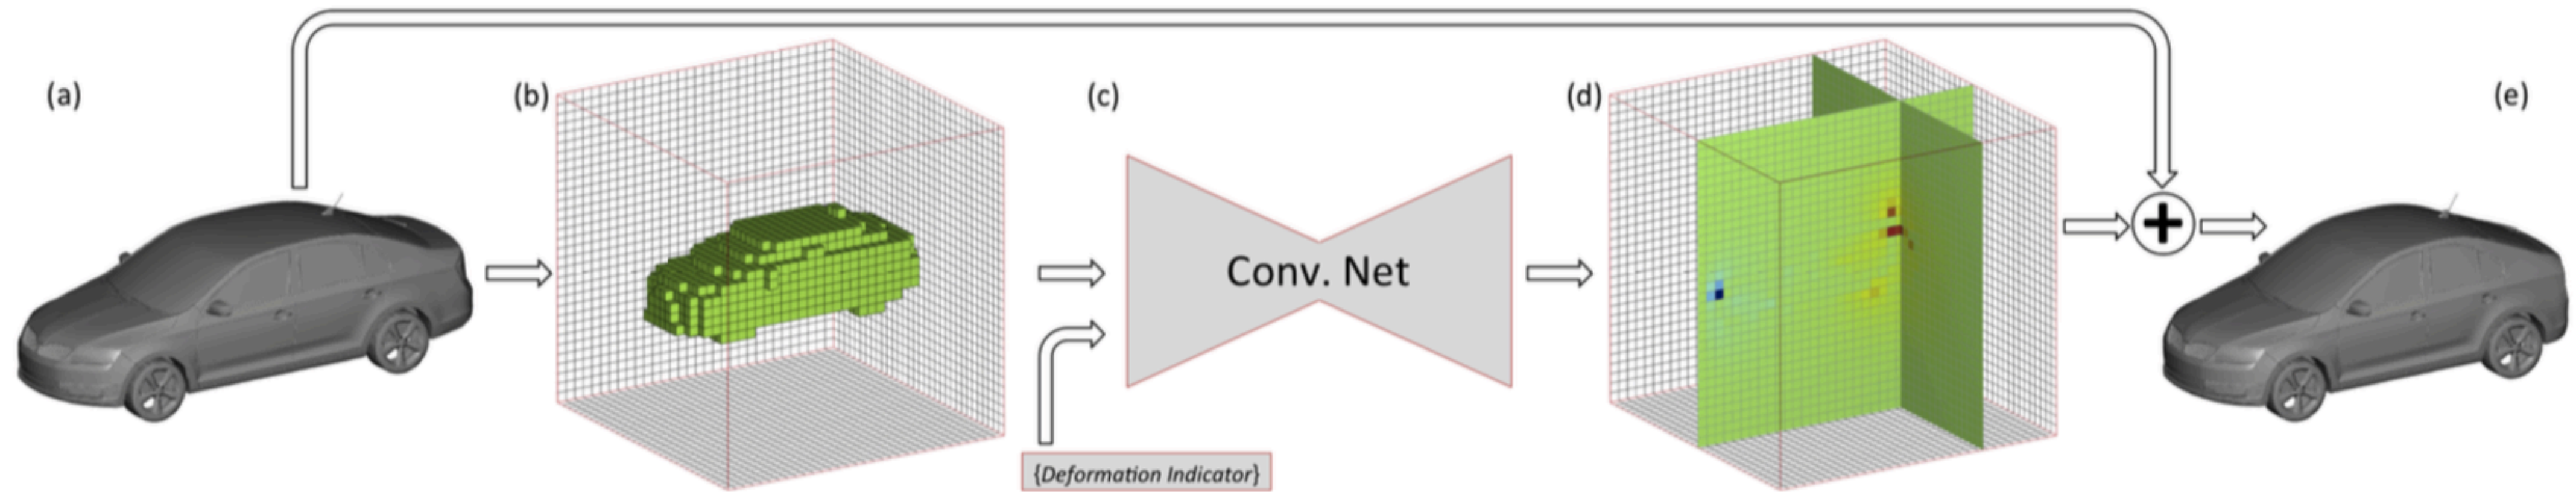 (a)
(b)
(c)
(d)
(e)
Conv. Net
{Deformation Indicator}